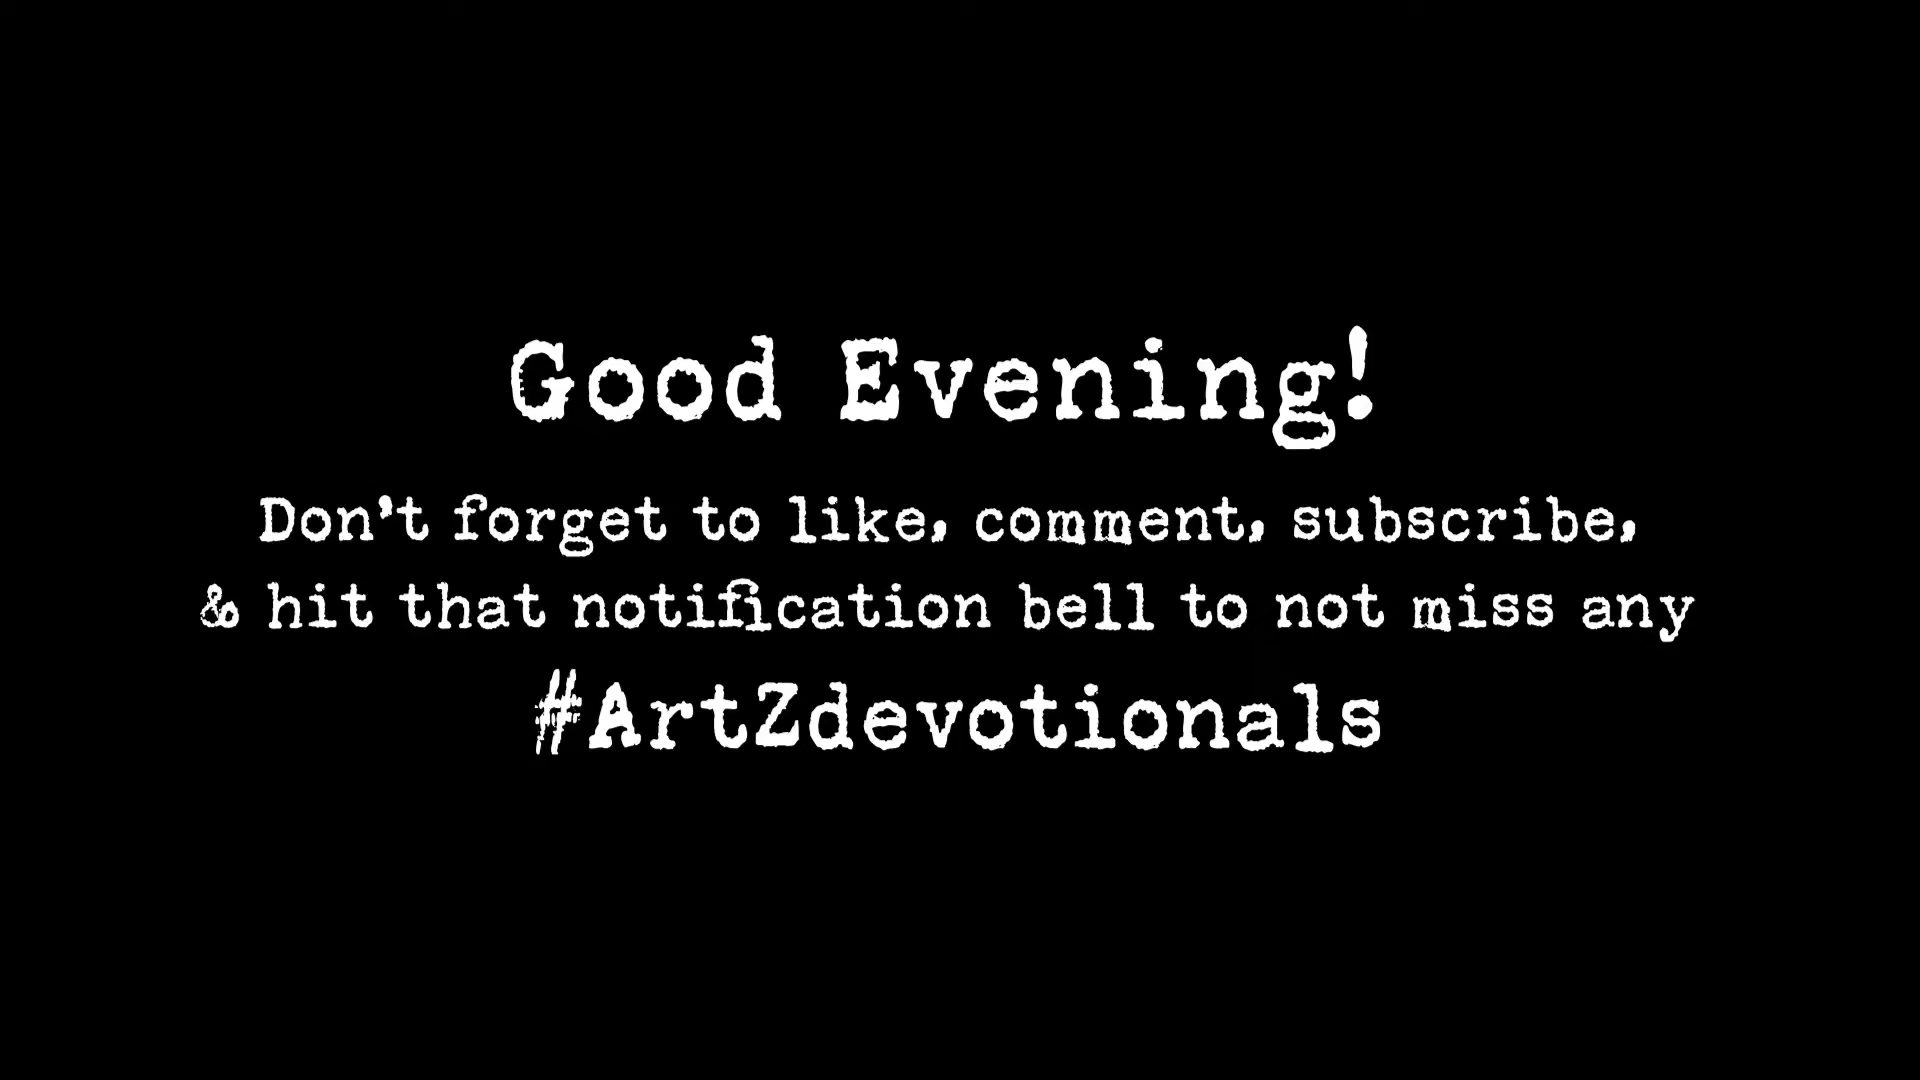 Good Evening!
Don't forget to like, comment, subscribe,
& hit that notification bell to not miss any
#ArtZdevotionals